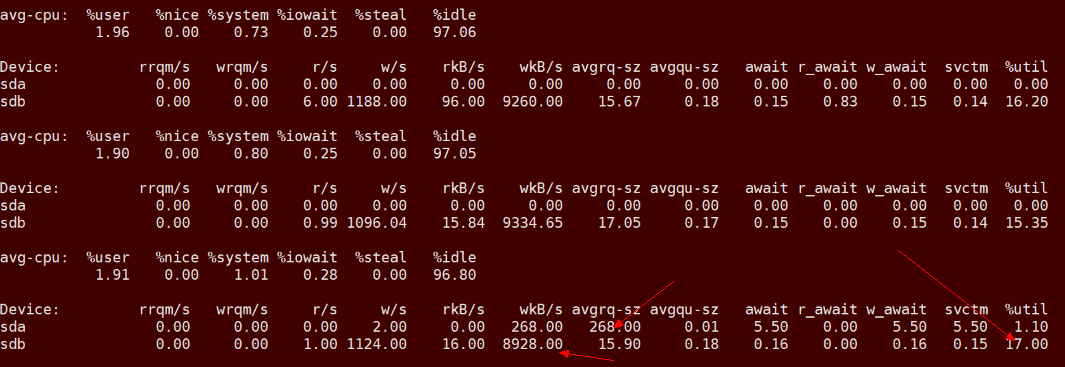 avg-cpu:  %user   %nice %system %iowait  %steal   %idle
           1.96    0.00    0.73    0.25    0.00   97.06
Device:         rrqm/s   wrqm/s     r/s     w/s    rkB/s    wkB/s avgrq-sz avgqu-sz   await r_await w_await  svctm  %util
sda               0.00     0.00    0.00    0.00     0.00     0.00     0.00     0.00    0.00    0.00    0.00   0.00   0.00
sdb               0.00     0.00    6.00 1188.00    96.00  9260.00    15.67     0.18    0.15    0.83    0.15   0.14  16.20
avg-cpu:  %user   %nice %system %iowait  %steal   %idle
           1.90    0.00    0.80    0.25    0.00   97.05
Device:         rrqm/s   wrqm/s     r/s     w/s    rkB/s    wkB/s avgrq-sz avgqu-sz   await r_await w_await  svctm  %util
sda               0.00     0.00    0.00    0.00     0.00     0.00     0.00     0.00    0.00    0.00    0.00   0.00   0.00
sdb               0.00     0.00    0.99 1096.04    15.84  9334.65    17.05     0.17    0.15    0.00    0.15   0.14  15.35
avg-cpu:  %user   %nice %system %iowait  %steal   %idle
           1.91    0.00    1.01    0.28    0.00   96.80
Device:         rrqm/s   wrqm/s     r/s     w/s    rkB/s    wkB/s avgrq-sz avgqu-sz   await r_await w_await  svctm  %util
sda               0.00     0.00    0.00    2.00     0.00   268.00   268.00     0.01    5.50    0.00    5.50   5.50   1.10
sdb               0.00     0.00    1.00 1124.00    16.00  8928.00    15.90     0.18    0.16    0.00    0.16   0.15  17.00